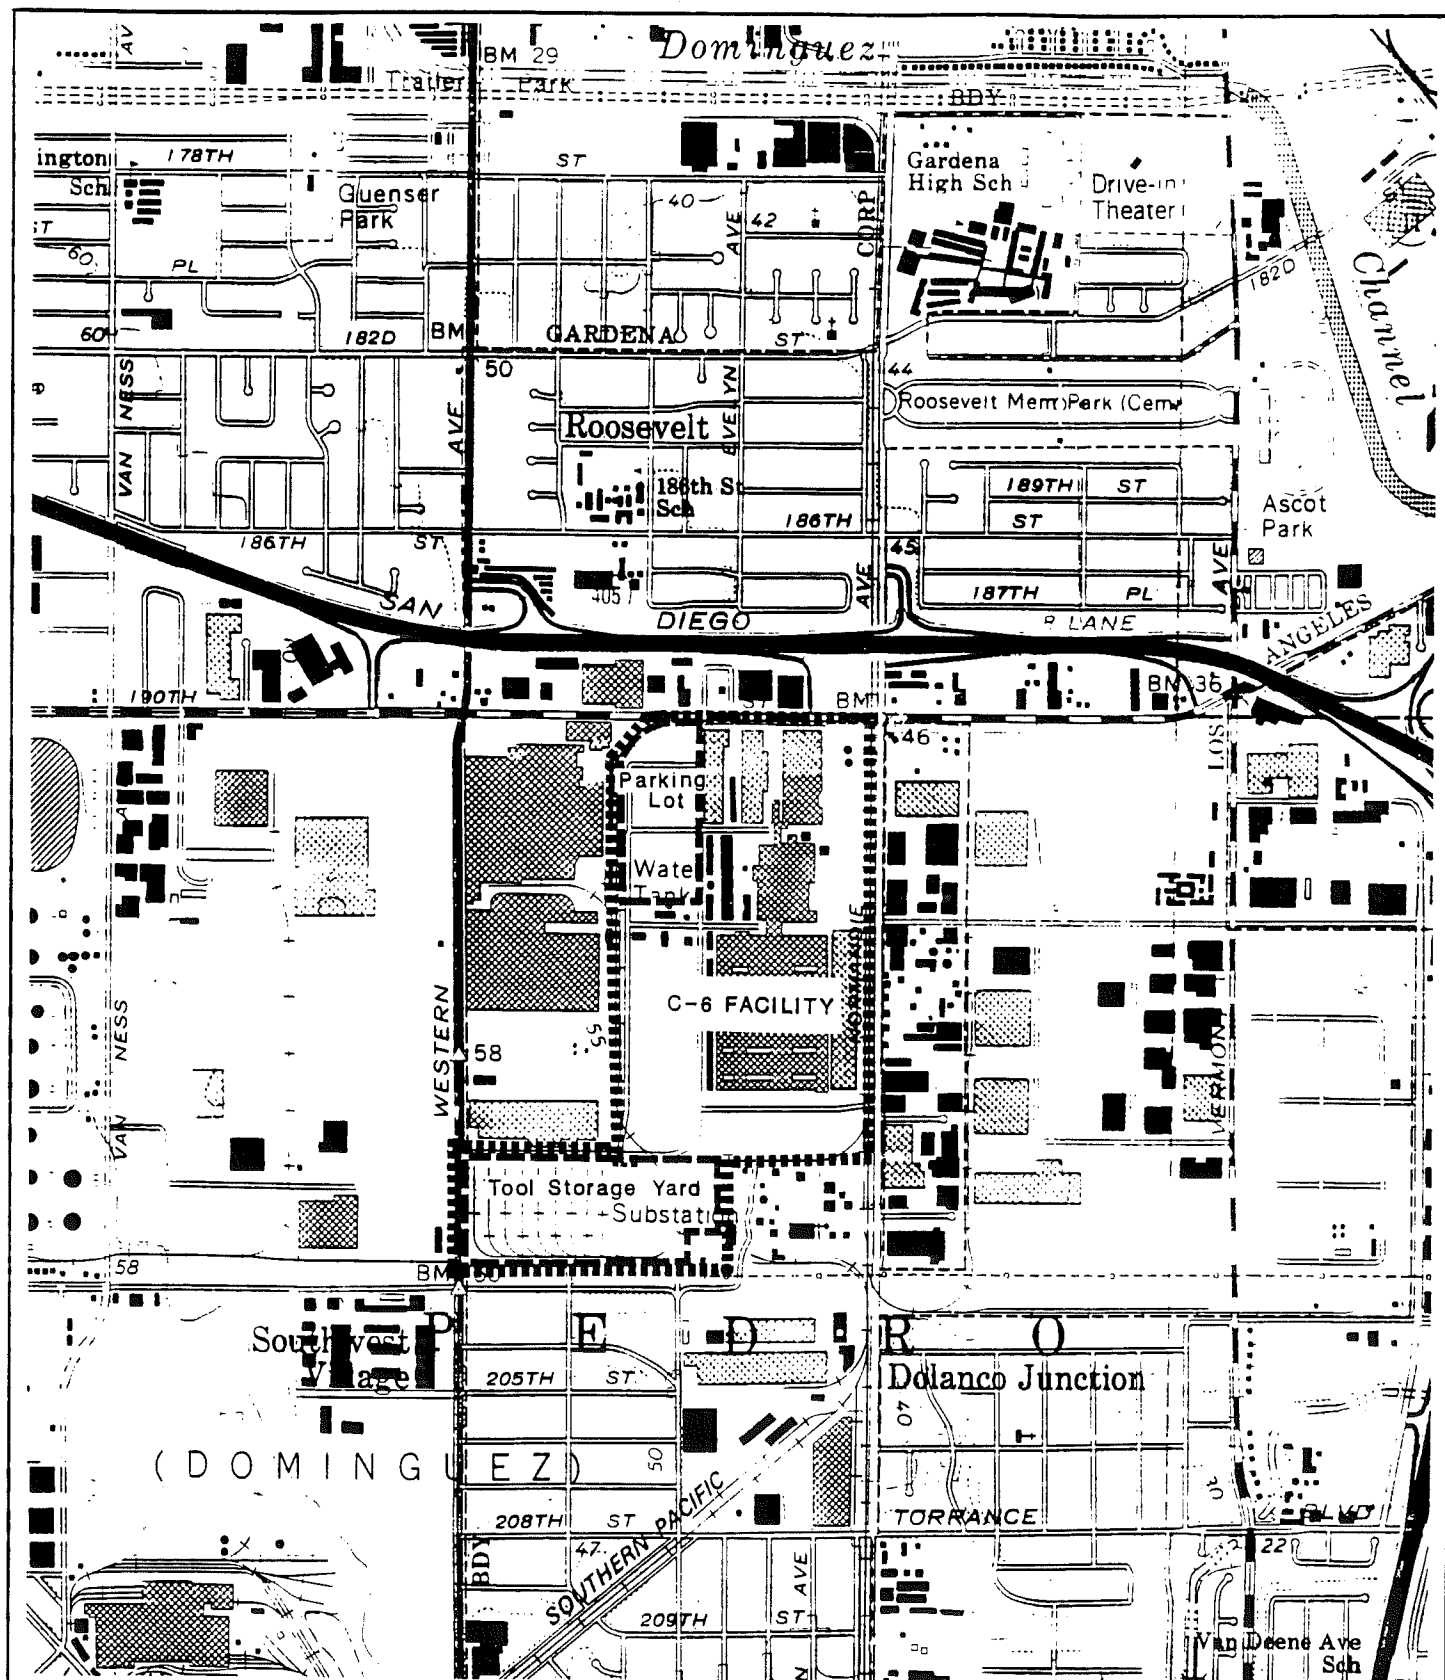 AV
BM 29
Dominguez
Trailer Park
BDY
ington
Sch
178TH
ST
Guenser
Park
40
42
AVE
CORP
Gardena
High Sch
Drive-in
Theater
Channel
60
PL
182D
60
182D
BM
GARDENA
ST
50
44
VAN NESS
AVE
EVELYN
Roosevelt
Roosevelt Mem Park (Cem
186th St
Sch
189TH ST
ST
Ascot
Park
186TH
ST
186TH
45
AVE
AVE
SAN
DIEGO
405
187TH PL
LANE
ANGELES
190TH
ST
BM
BM 36
46
LOS
Parking
Lot
Water
Tank
NORMANDIE
C-6 FACILITY
55
WESTERN
58
VAN NESS
VERMONT
Tool Storage Yard
Substation
58
BM
50
P E D R O
Southwest
Village
205TH ST
Dolanco Junction
40
(DOMINGUEZ)
50
SOUTHERN PACIFIC
208TH ST
TORRANCE
BLVD
BDY
47
AVE
22
209TH ST
Van Deene Ave
Sch